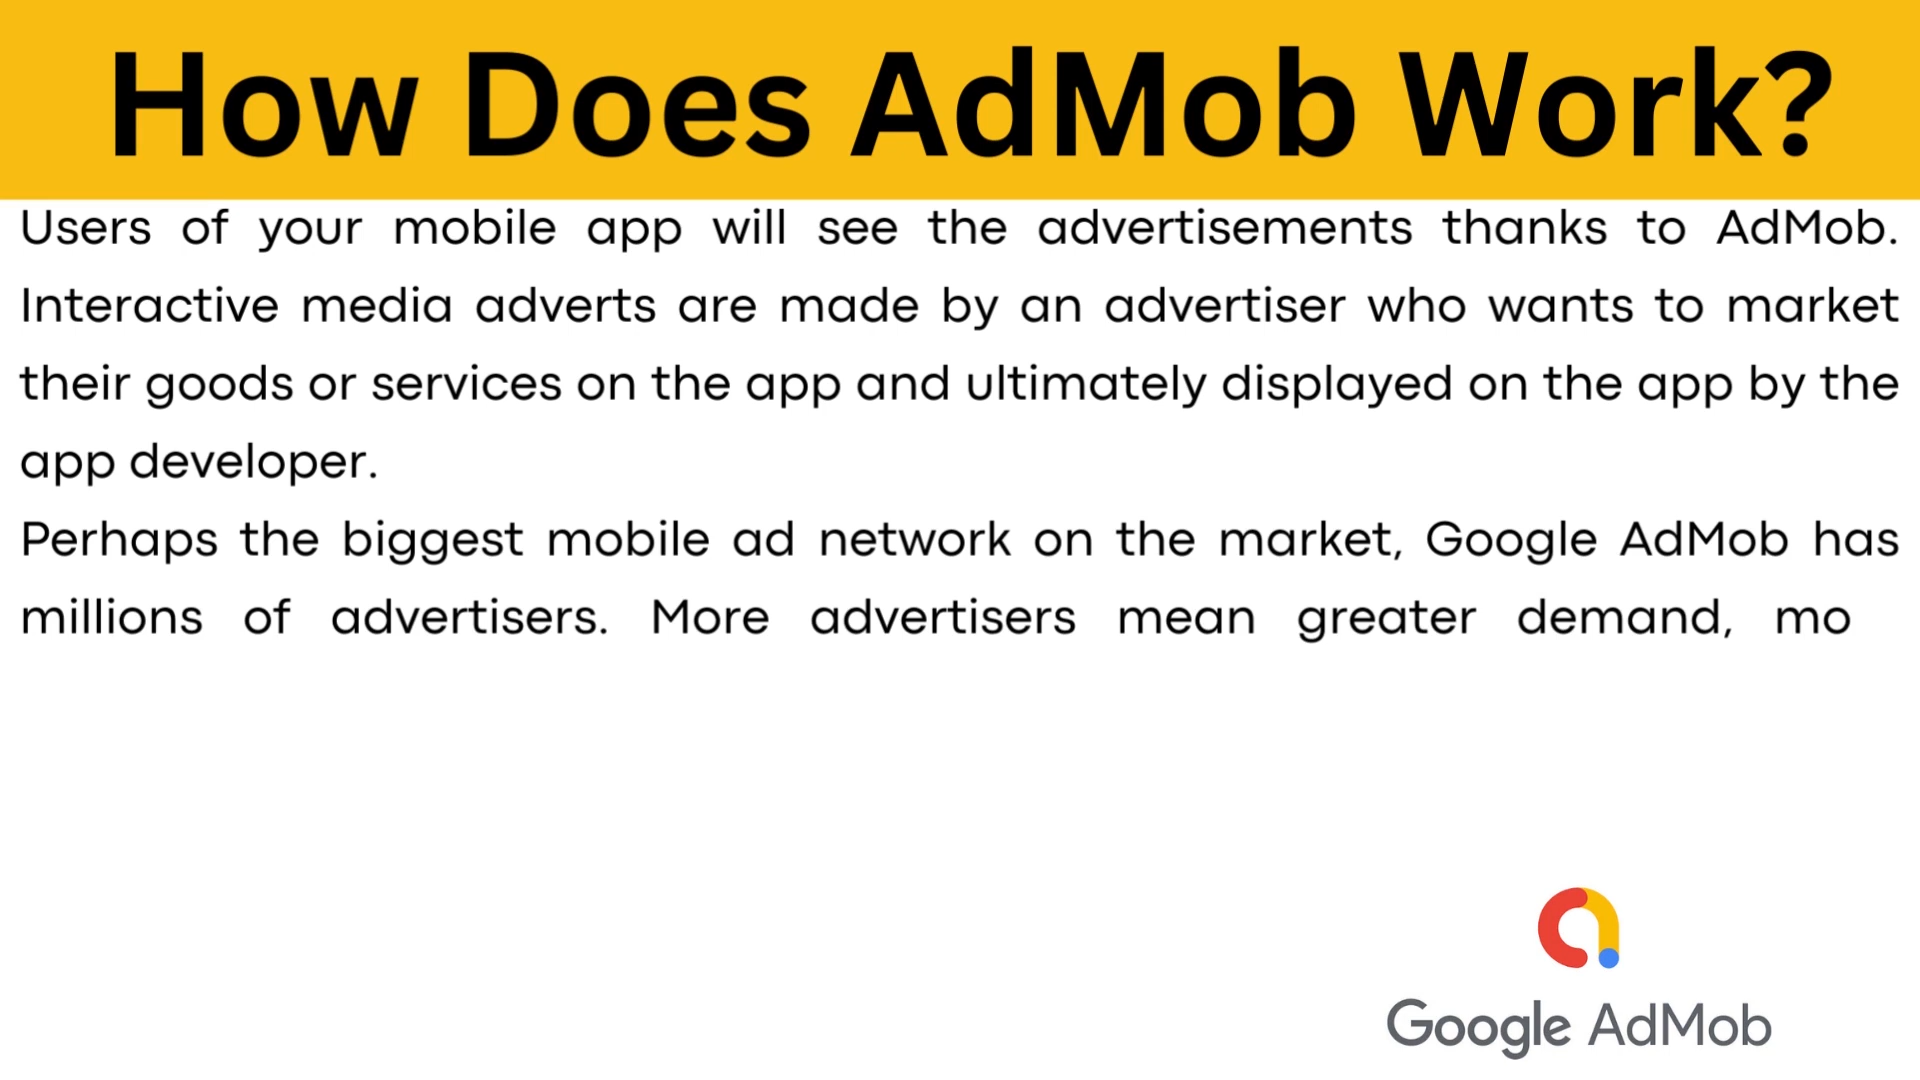 How Does AdMob Work?
Users of your mobile app will see the advertisements thanks to AdMob.
Interactive media adverts are made by an advertiser who wants to market
their goods or services on the app and ultimately displayed on the app by the
app developer.
Perhaps the biggest mobile ad network on the market, Google AdMob has
millions of advertisers. More advertisers mean greater demand, mo
Google AdMob